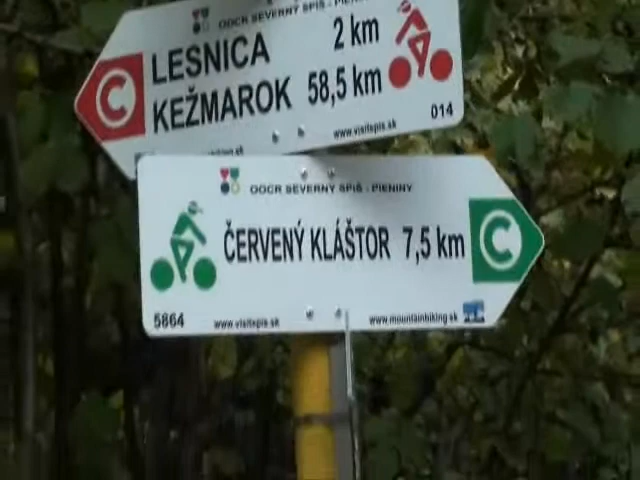 OOCR SEVERNÝ SPIŠ - PIENINY
LESNICA 2 km
KEŽMAROK 58,5 km
C
014
www.visitspis.sk
OOCR SEVERNÝ SPIŠ - PIENINY
ČERVENÝ KLÁŠTOR 7,5 km
C
5864
www.visitspis.sk
www.mountainbiking.sk